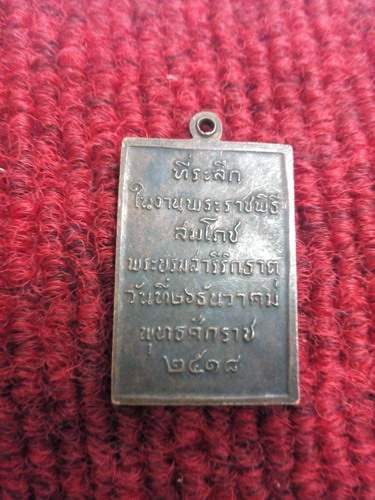 ที่ระลึก
ในงานพระราชพิธี
สมโภช
พระบรมสารีริกธาตุ
วันที่๒๖ธันวาคม
พุทธศักราช
๒๕๑๘